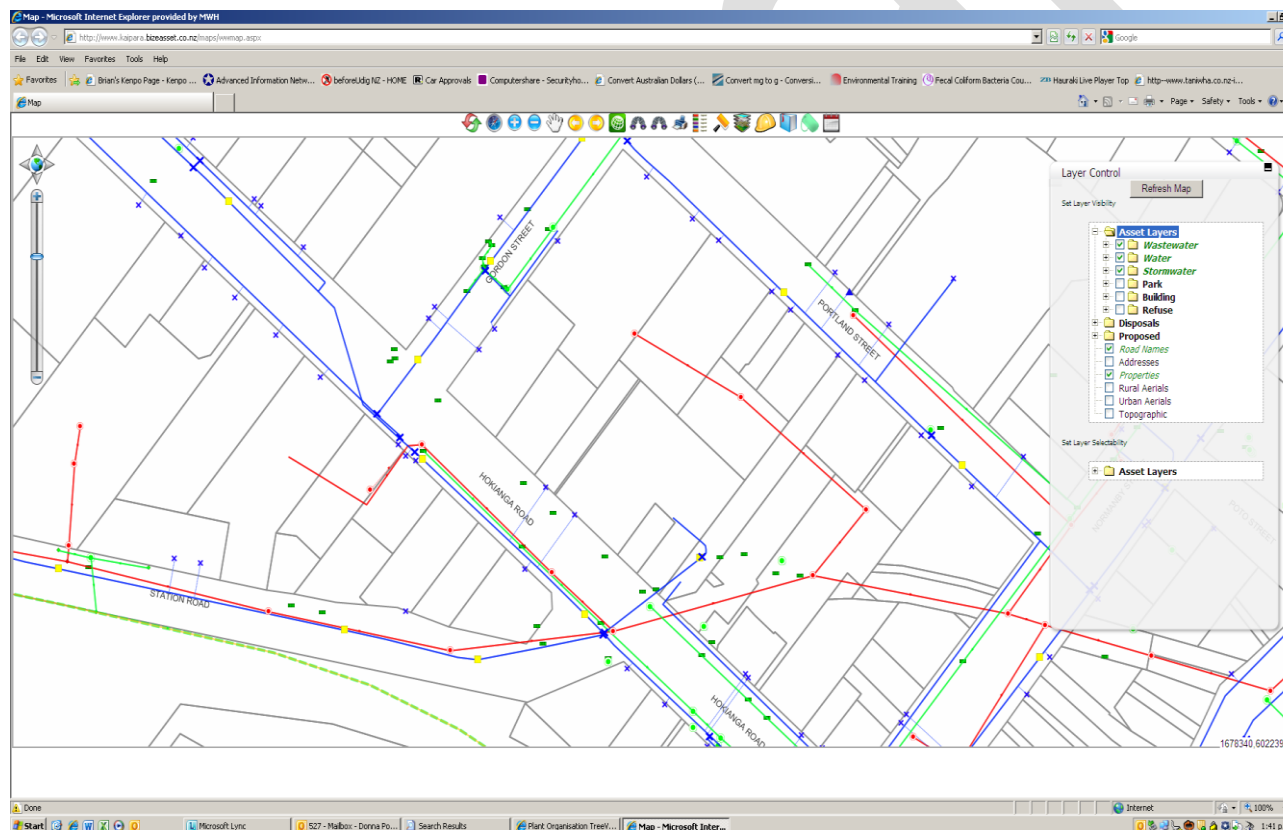 Map - Microsoft Internet Explorer provided by MWH
http://www.kaipara.bizeasset.co.nz/maps/wwmap.aspx
Google
File Edit View Favorites Tools Help
Favorites Brian's Kenpo Page - Kenpo ... Advanced Information Netw... beforeUdig NZ - HOME Car Approvals Computershare - Securityho... Convert Australian Dollars (... Convert mg to g - Conversi... Environmental Training Fecal Coliform Bacteria Cou... Hauraki Live Player Top http--www.taniwha.co.nz-i...
Map
Page Safety Tools
Layer Control
Refresh Map
Set Layer Visibility
Asset Layers
Wastewater
Water
Stormwater
Park
Building
Refuse
Disposals
Proposed
Road Names
Addresses
Properties
Rural Aerials
Urban Aerials
Topographic
Set Layer Selectability
Asset Layers
GORDON STREET
PORTLAND STREET
HOKIANGA ROAD
STATION ROAD
HOKIANGA ROAD
POTO STREET
1678340,602239
Done
Internet
100%
Start
Microsoft Lync
527 - Mailbox - Donna Po...
Search Results
Plant Organisation TreeV...
Map - Microsoft Inter...
1:41 p